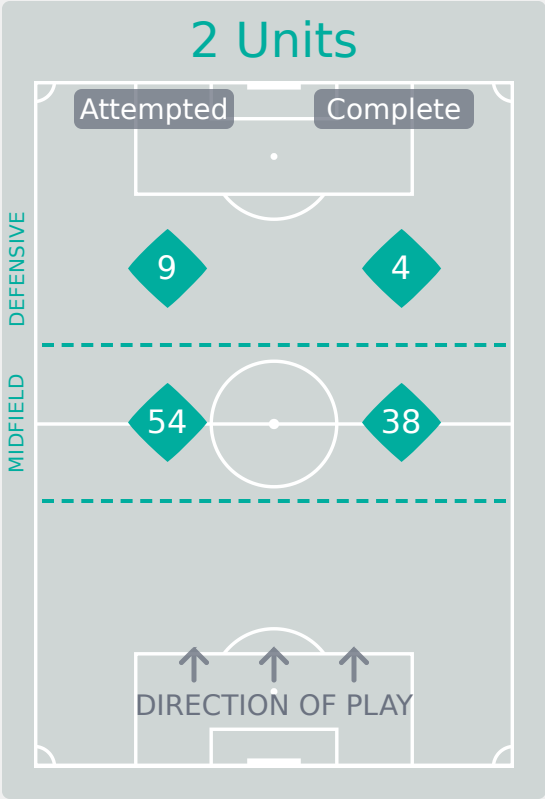 2 Units
Attempted
Complete
DEFENSIVE
9
4
MIDFIELD
54
38
DIRECTION OF PLAY